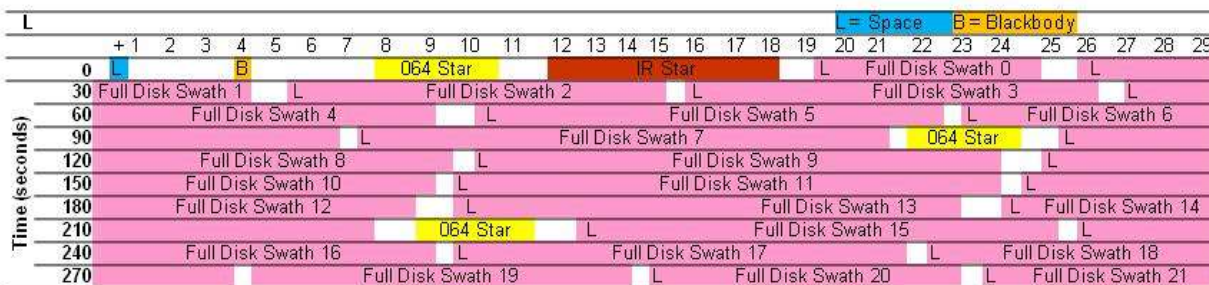 L L = Space B = Blackbody
+ 1 2 3 4 5 6 7 8 9 10 11 12 13 14 15 16 17 18 19 20 21 22 23 24 25 26 27 28 29
0 L B 064 Star IR Star L Full Disk Swath 0 L
30 Full Disk Swath 1 L Full Disk Swath 2 L Full Disk Swath 3 L
60 Full Disk Swath 4 L Full Disk Swath 5 L Full Disk Swath 6
90 L Full Disk Swath 7 064 Star L
120 Full Disk Swath 8 L Full Disk Swath 9 L
150 Full Disk Swath 10 L Full Disk Swath 11 L
180 Full Disk Swath 12 L Full Disk Swath 13 L Full Disk Swath 14
210 064 Star L Full Disk Swath 15 L
240 Full Disk Swath 16 L Full Disk Swath 17 L Full Disk Swath 18
270 Full Disk Swath 19 L Full Disk Swath 20 L Full Disk Swath 21
Time (seconds)